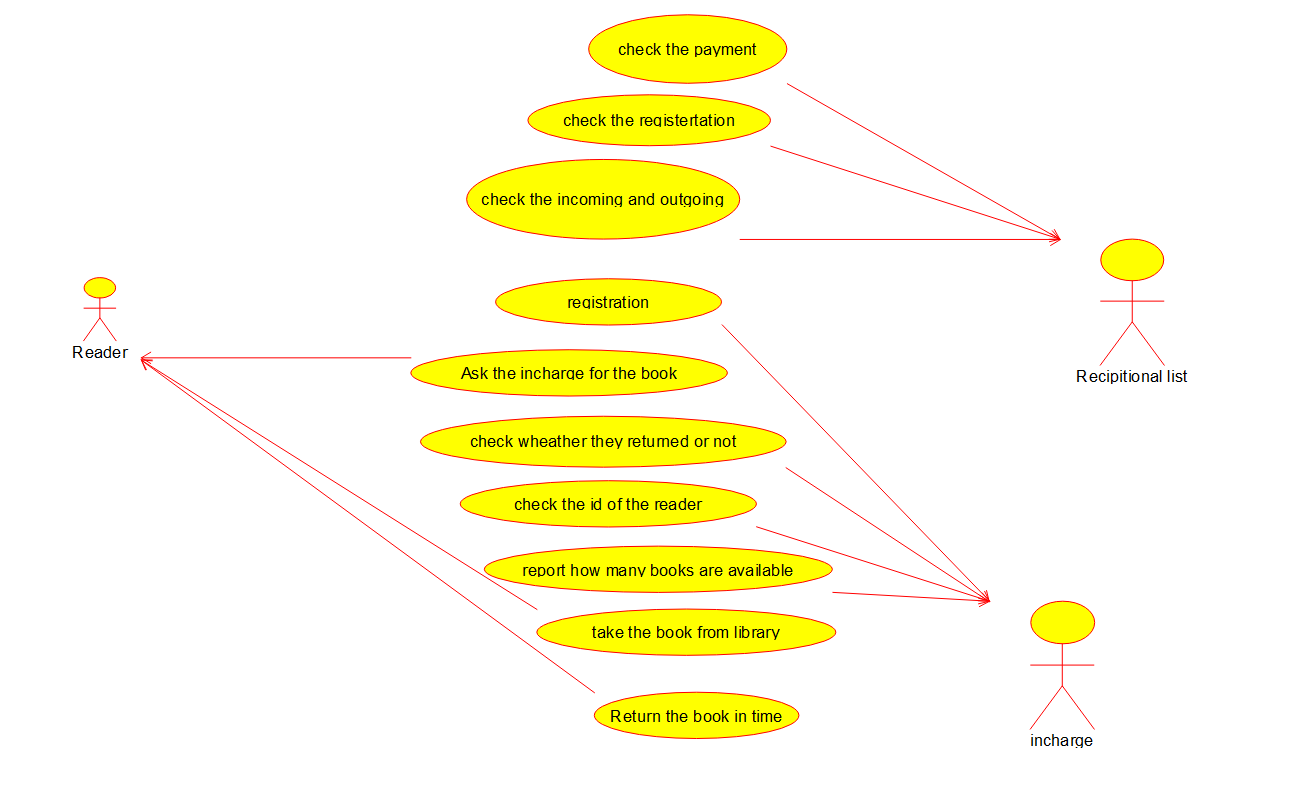 check the payment
check the registertation
check the incoming and outgoing
registration
Reader
Ask the incharge for the book
Recipitional list
check wheather they returned or not
check the id of the reader
report how many books are available
take the book from library
Return the book in time
incharge